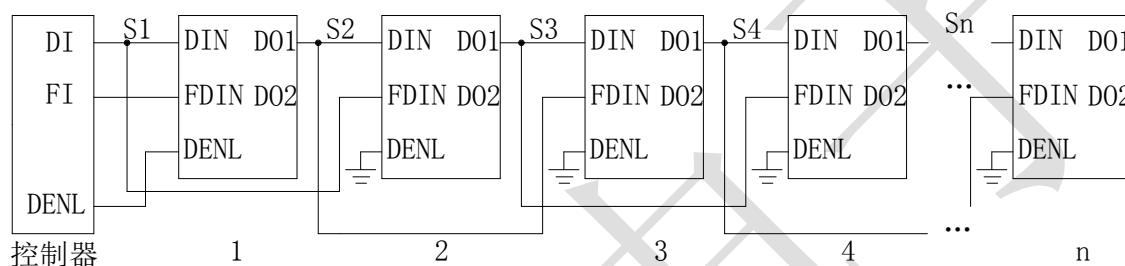 DI
FI
DENL
控制器
S1
DIN DO1
FDIN DO2
DENL
1
S2
DIN DO1
FDIN DO2
DENL
2
S3
DIN DO1
FDIN DO2
DENL
3
S4
DIN DO1
FDIN DO2
DENL
4
Sn
...
...
DIN DO1
FDIN DO2
DENL
n